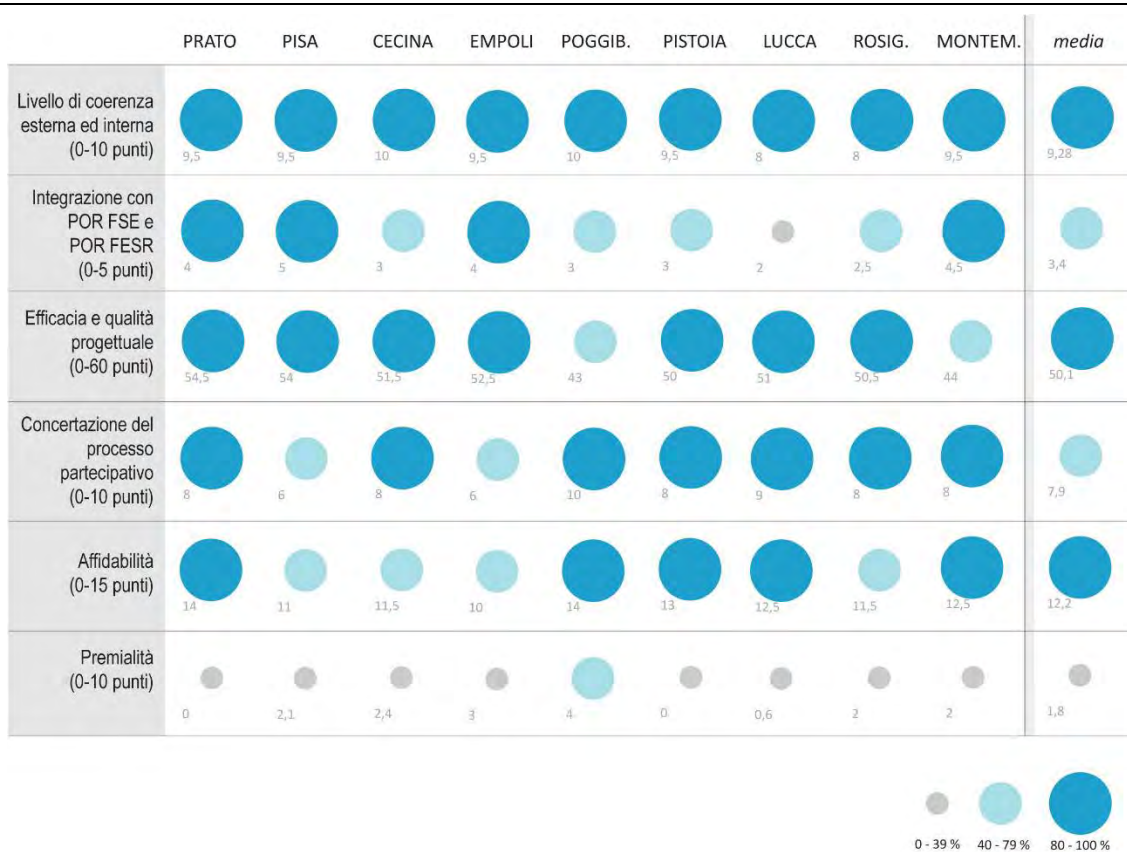 PRATO PISA CECINA EMPOLI POGGIB. PISTOIA LUCCA ROSIG. MONTEM. media
Livello di coerenza
esterna ed interna
(0-10 punti)
9,5 9,5 10 9,5 10 9,5 8 8 9,5 9,28
Integrazione con
POR FSE e
POR FESR
(0-5 punti)
4 5 3 4 3 3 2 2,5 4,5 3,4
Efficacia e qualità
progettuale
(0-60 punti)
54,5 54 51,5 52,5 43 50 51 50,5 44 50,1
Concertazione del
processo
partecipativo
(0-10 punti)
8 6 8 6 10 8 9 8 8 7,9
Affidabilità
(0-15 punti)
14 11 11,5 10 14 13 12,5 11,5 12,5 12,2
Premialità
(0-10 punti)
0 2,1 2,4 3 4 0 0,6 2 2 1,8
0 - 39 % 40 - 79 % 80 - 100 %